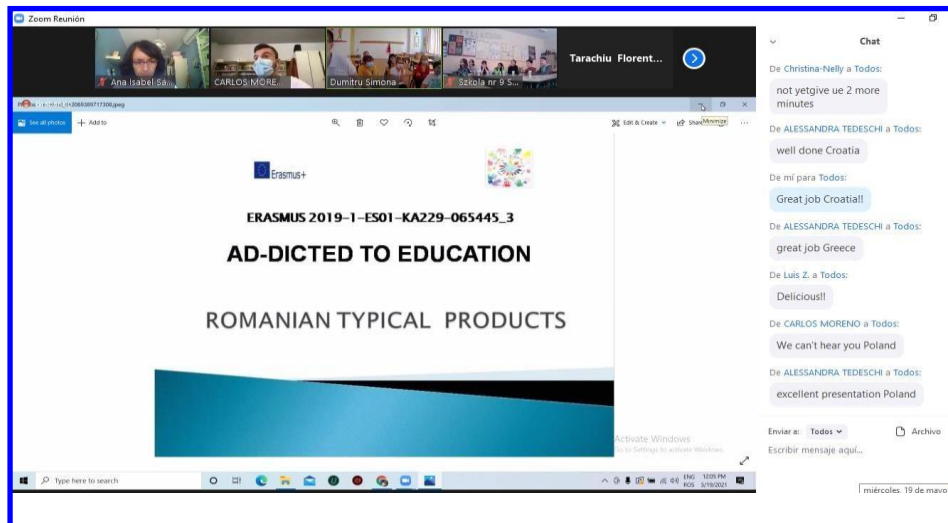 Zoom Reunión
Ana Isabel Sá...
CARLOS MORE...
Dumitru Simona
Szkola nr 9 S...
Tarachiu Florent...
See all photos
+ Add to
Edit & Create
Minimize
Erasmus+
ERASMUS 2019-1-ES01-KA229-065445_3
AD-DICTED TO EDUCATION
ROMANIAN TYPICAL PRODUCTS
Activate Windows
Go to Settings to activate Windows.
Type here to search
ENG 12:05 PM
ROS 5/19/2021
Chat
De Christina-Nelly a Todos:
not yetgive ue 2 more
minutes
De ALESSANDRA TEDESCHI a Todos:
well done Croatia
De mí para Todos:
Great job Croatia!!
De ALESSANDRA TEDESCHI a Todos:
great job Greece
De Luis Z. a Todos:
Delicious!!
De CARLOS MORENO a Todos:
We can't hear you Poland
De ALESSANDRA TEDESCHI a Todos:
excellent presentation Poland
Enviar a: Todos
Archivo
Escribir mensaje aquí...
miércoles, 19 de mayo